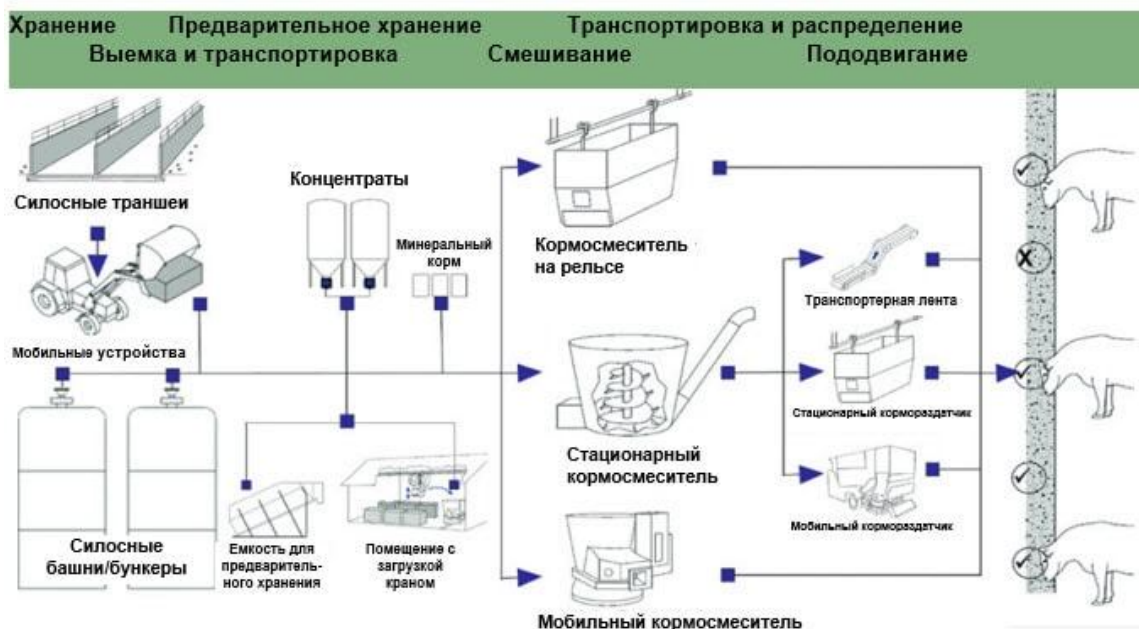 Хранение Предварительное хранение Транспортировка и распределение
Выемка и транспортировка Смешивание Пододвигание
Силосные траншеи
Концентраты
Минеральный
корм
Кормосмеситель
на рельсе
Транспортерная лента
Мобильные устройства
Стационарный кормораздатчик
Стационарный
кормосмеситель
Мобильный кормораздатчик
Силосные
башни/бункеры
Емкость для
предваритель-
ного хранения
Помещение с
загрузкой
краном
Мобильный кормосмеситель